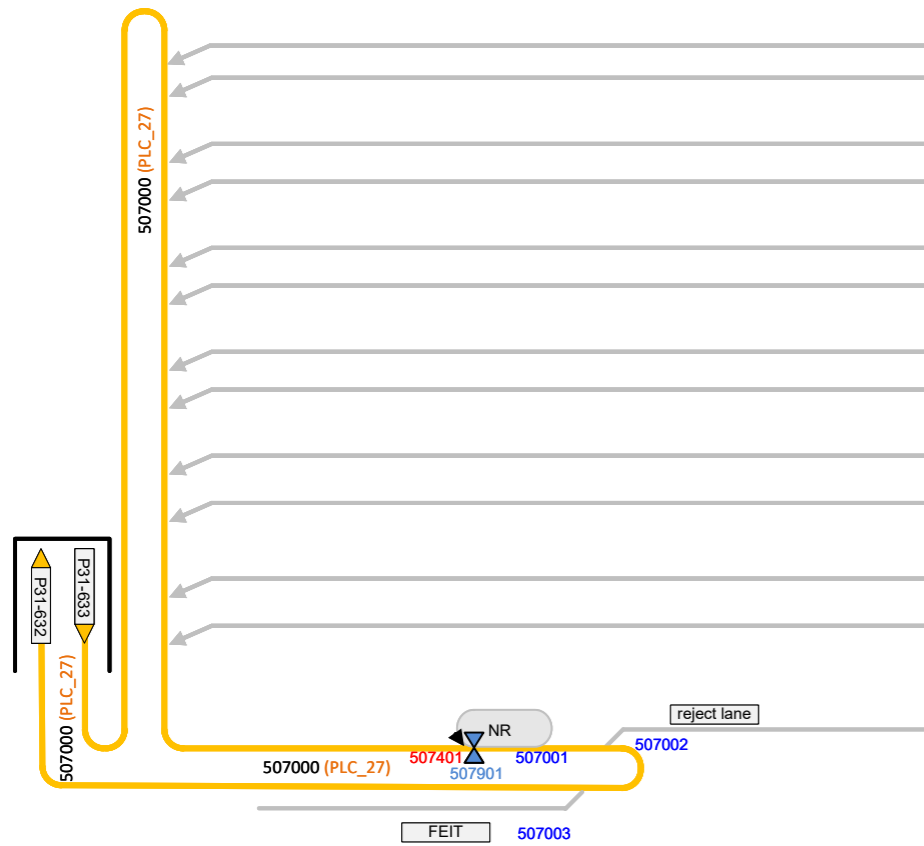 507000 (PLC_27)
P31-632
P31-633
507000 (PLC_27)
reject lane
NR
507002
507401
507001
507000 (PLC_27)
507901
FEIT
507003